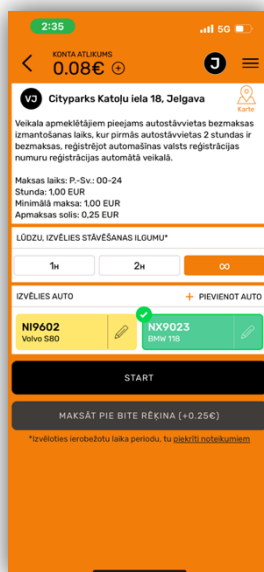 2:35
5G
KONTA ATLIKUMS
0.08€
J
VJ Cityparks Katoļu iela 18, Jelgava
Karte
Veikala apmeklētājiem pieejams autostāvvietas bezmaksas
izmantošanas laiks, kur pirmās autostāvvietas 2 stundas ir
bezmaksas, reģistrējot automašīnas valsts reģistrācijas
numuru reģistrācijas automātā veikalā.
Maksas laiks: P.-Sv.: 00-24
Stunda: 1,00 EUR
Minimālā maksa: 1,00 EUR
Apmaksas solis: 0,25 EUR
LŪDZU, IZVĒLIES STĀVĒŠANAS ILGUMU*
1H 2H ∞
IZVĒLIES AUTO + PIEVIENOT AUTO
NI9602 NX9023
Volvo S80 BMW 118
START
MAKSĀT PIE BITE RĒĶINA (+0.25€)
*Izvēloties ierobežotu laika periodu, tu piekrīti noteikumiem